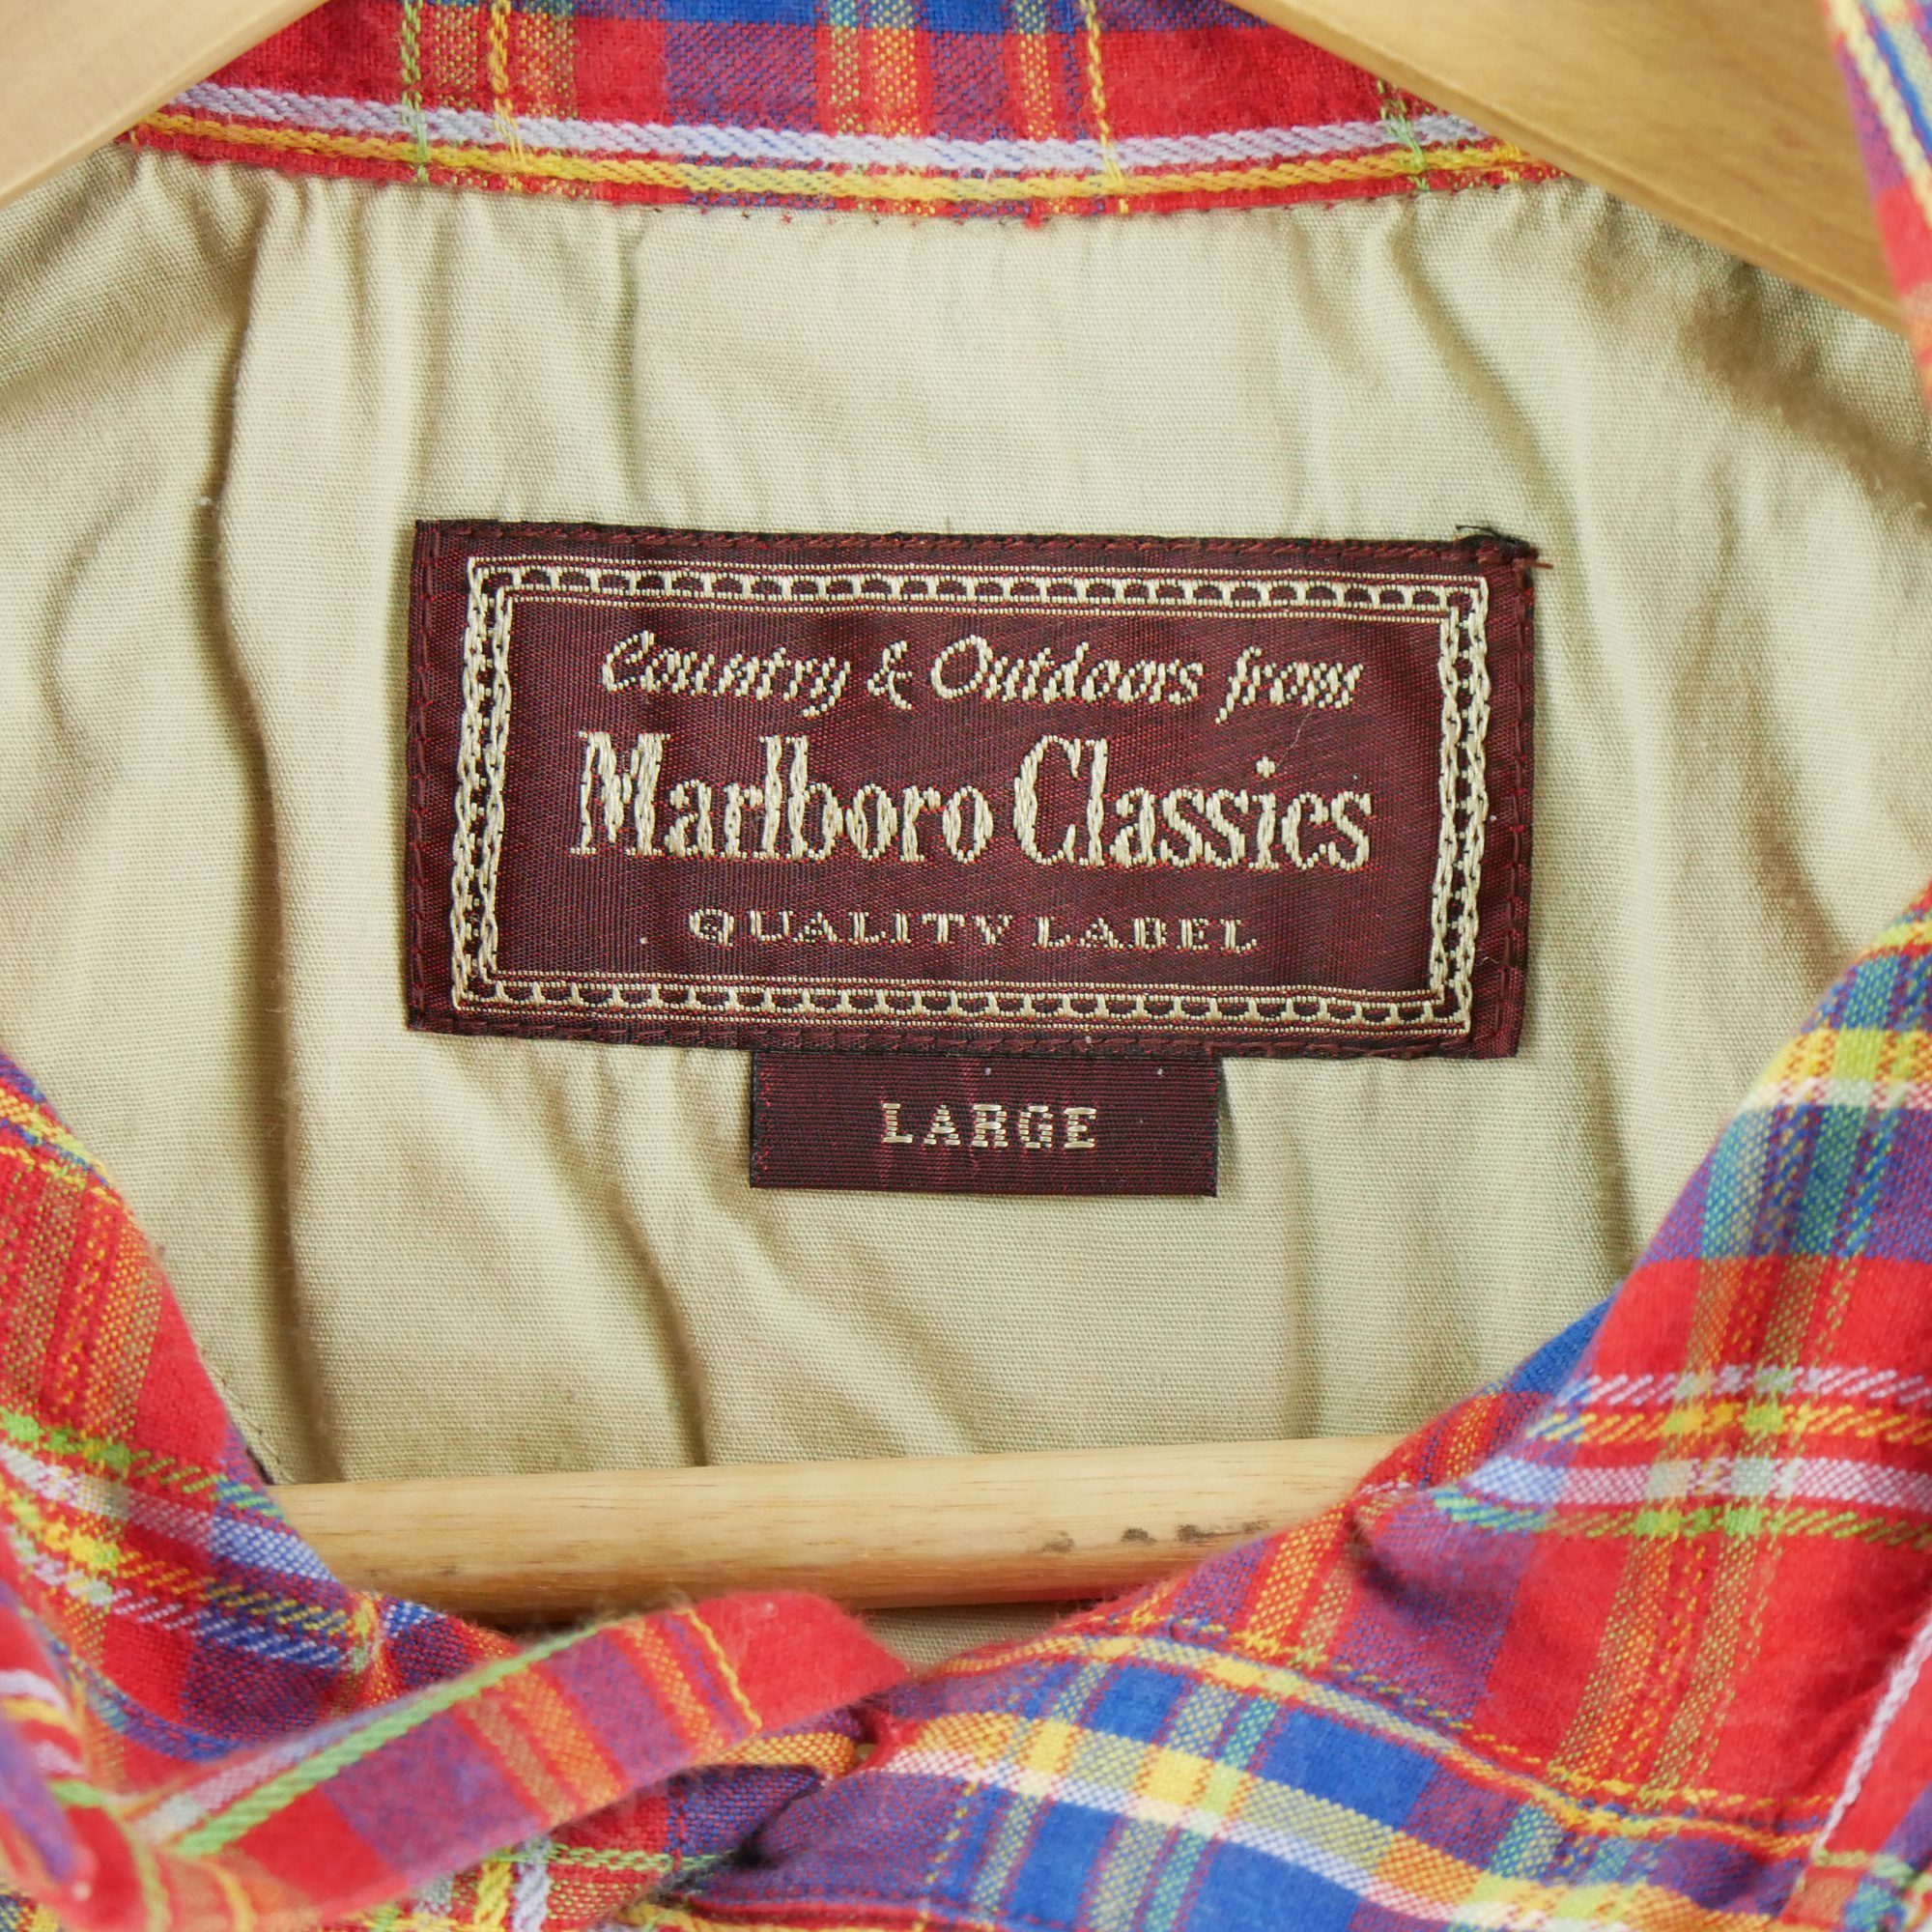 Country & Outdoors from
Marlboro Classics
QUALITY LABEL
LARGE